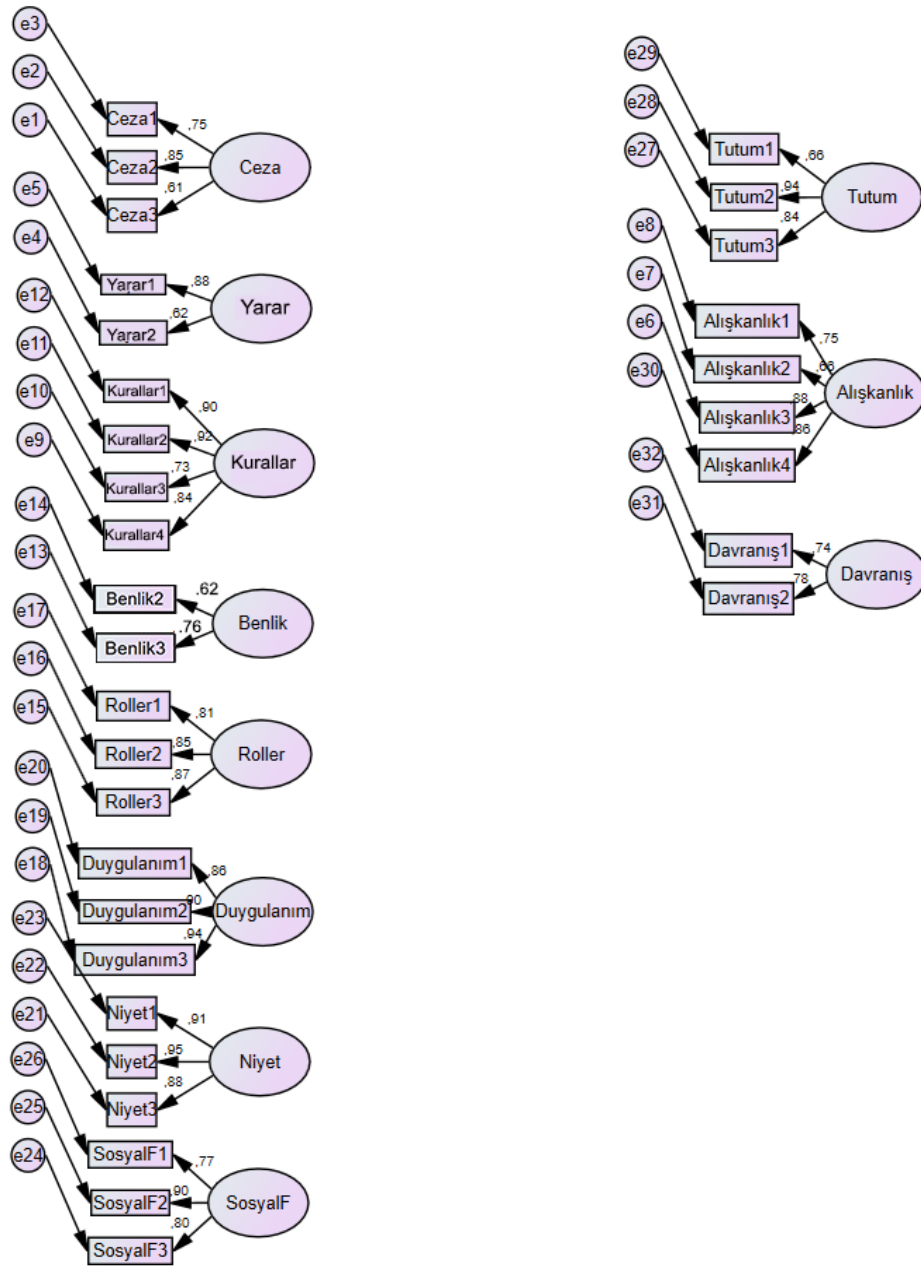 e3
e2
e1
Ceza1
Ceza2
Ceza3
,75
,85
,61
Ceza
e5
e4
Yarar1
Yarar2
,88
,62
Yarar
e12
e11
e10
e9
Kurallar1
Kurallar2
Kurallar3
Kurallar4
,90
,92
,73
,84
Kurallar
e14
e13
Benlik2
Benlik3
,62
,76
Benlik
e17
e16
e15
Roller1
Roller2
Roller3
,81
,85
,87
Roller
e20
e19
e18
Duygulanım1
Duygulanım2
Duygulanım3
,86
,90
,94
Duygulanım
e23
e22
e21
Niyet1
Niyet2
Niyet3
,91
,95
,88
Niyet
e26
e25
e24
SosyalF1
SosyalF2
SosyalF3
,77
,90
,80
SosyalF
e29
e28
e27
Tutum1
Tutum2
Tutum3
,66
,94
,84
Tutum
e8
e7
e6
e30
Alışkanlık1
Alışkanlık2
Alışkanlık3
Alışkanlık4
,75
,66
,88
,86
Alışkanlık
e32
e31
Davranış1
Davranış2
,74
,78
Davranış